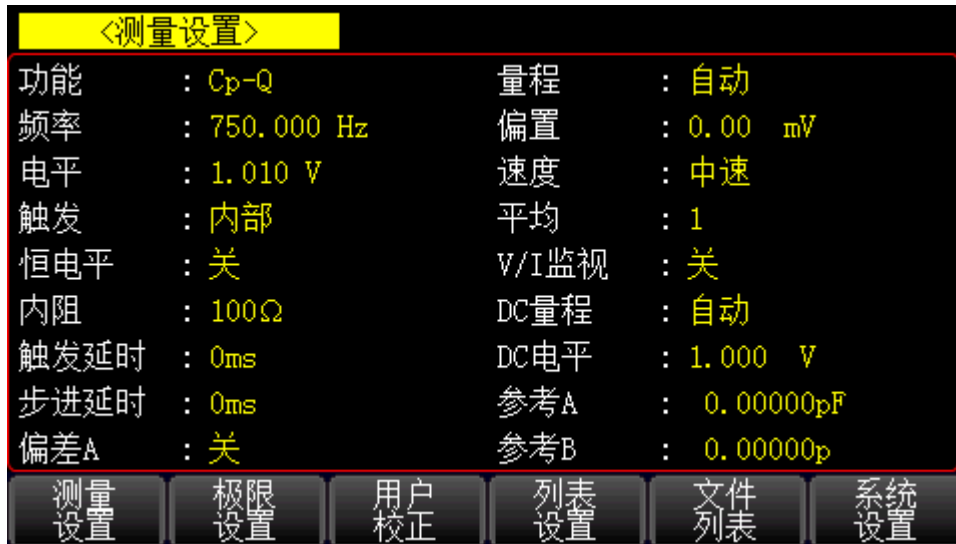 <测量设置>
功能 : Cp-Q 量程 : 自动
频率 : 750.000 Hz 偏置 : 0.00 mV
电平 : 1.010 V 速度 : 中速
触发 : 内部 平均 : 1
恒电平 : 关 V/I监视 : 关
内阻 : 100Ω DC量程 : 自动
触发延时 : 0ms DC电平 : 1.000 V
步进延时 : 0ms 参考A : 0.00000pF
偏差A : 关 参考B : 0.00000p
测量 极限 用户 列表 文件 系统
设置 设置 校正 设置 列表 设置